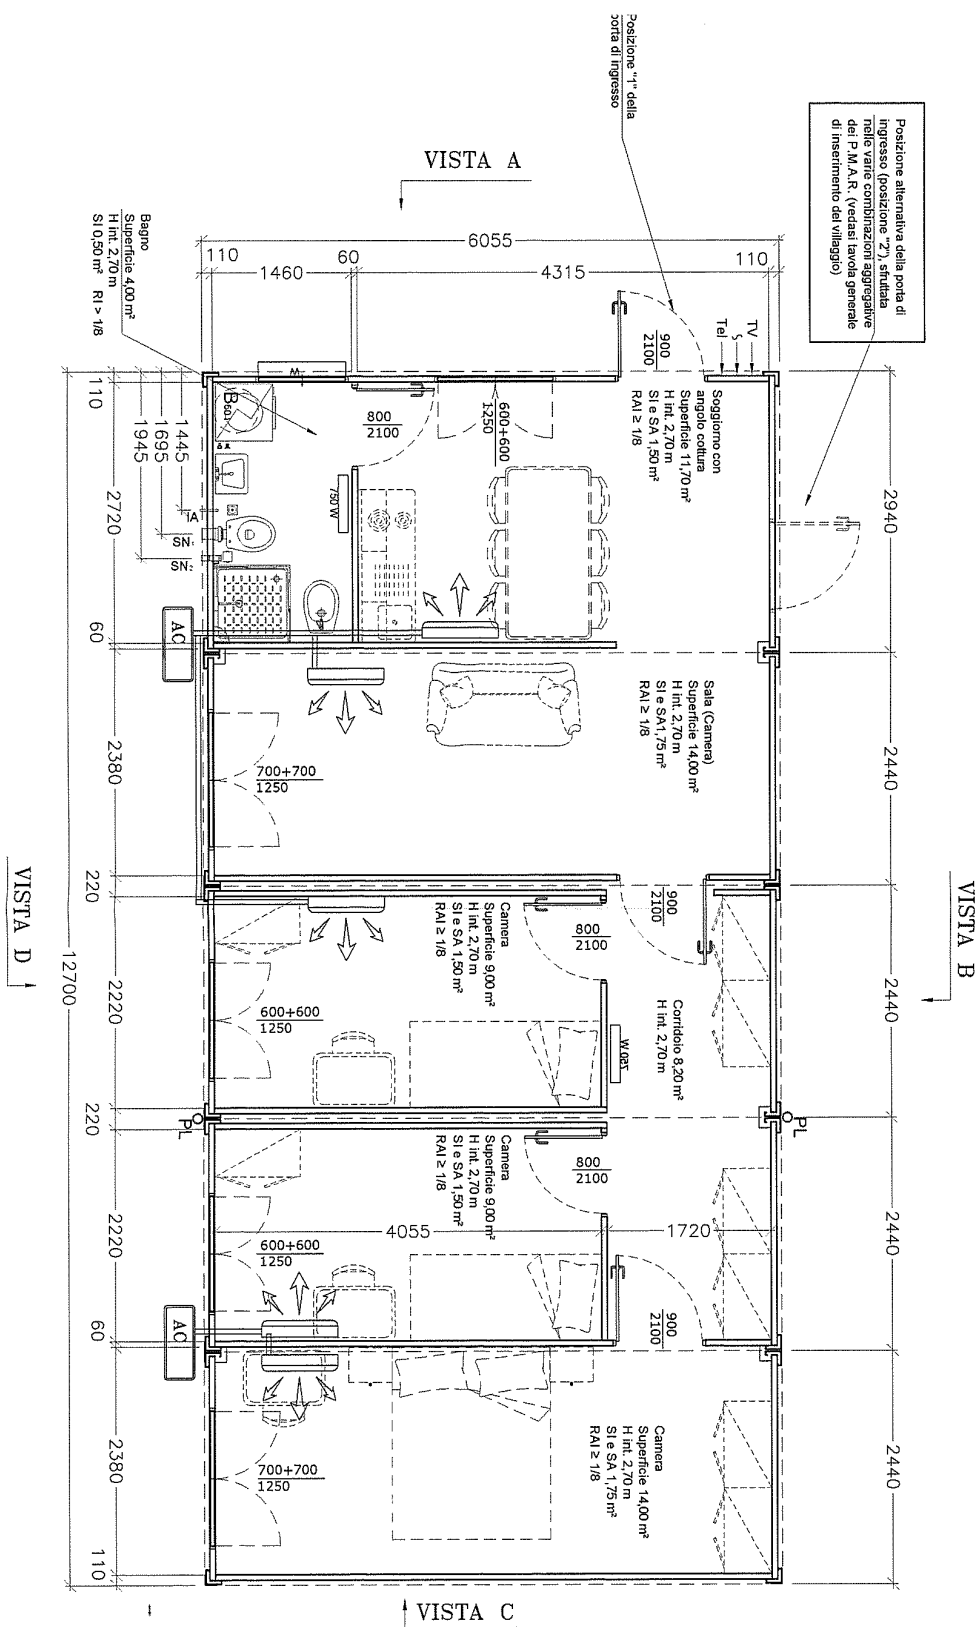 Posizione alternativa della porta di
ingresso (posizione "2"), sfruttata
nelle varie combinazioni aggregative
dei P.M.A.R. (vedasi tavola generale
di inserimento del villaggio)
Posizione "1" della
porta di ingresso
VISTA A
VISTA B
VISTA C
VISTA D
6055
110
1460
60
4315
110
Bagno
Superficie 4,00 m²
H int. 2,70 m
SI 0,50 m² RI > 1/8
TV
S
Tel
900
2100
Soggiorno con
angolo cottura
Superficie 11,70 m²
H int. 2,70 m
SI e SA 1,50 m²
RAI ≥ 1/8
800
2100
600+600
1250
750 W
IA
SN1
SN2
AC
1445
1695
1945
Sala (Camera)
Superficie 14,00 m²
H int. 2,70 m
SI e SA1,75 m²
RAI ≥ 1/8
700+700
1250
900
2100
Camera
Superficie 9,00 m²
H int. 2,70 m
SI e SA 1,50 m²
RAI ≥ 1/8
800
2100
600+600
1250
Corridoio 8,20 m²
H int. 2,70 m
750 W
PL
PL
Camera
Superficie 9,00 m²
H int. 2,70 m
SI e SA 1,50 m²
RAI ≥ 1/8
800
2100
4055
1720
600+600
1250
900
2100
AC
Camera
Superficie 14,00 m²
H int. 2,70 m
SI e SA 1,75 m²
RAI ≥ 1/8
700+700
1250
2940
2440
2440
2440
2440
110
2720
60
2380
220
2220
220
2220
60
2380
110
12700